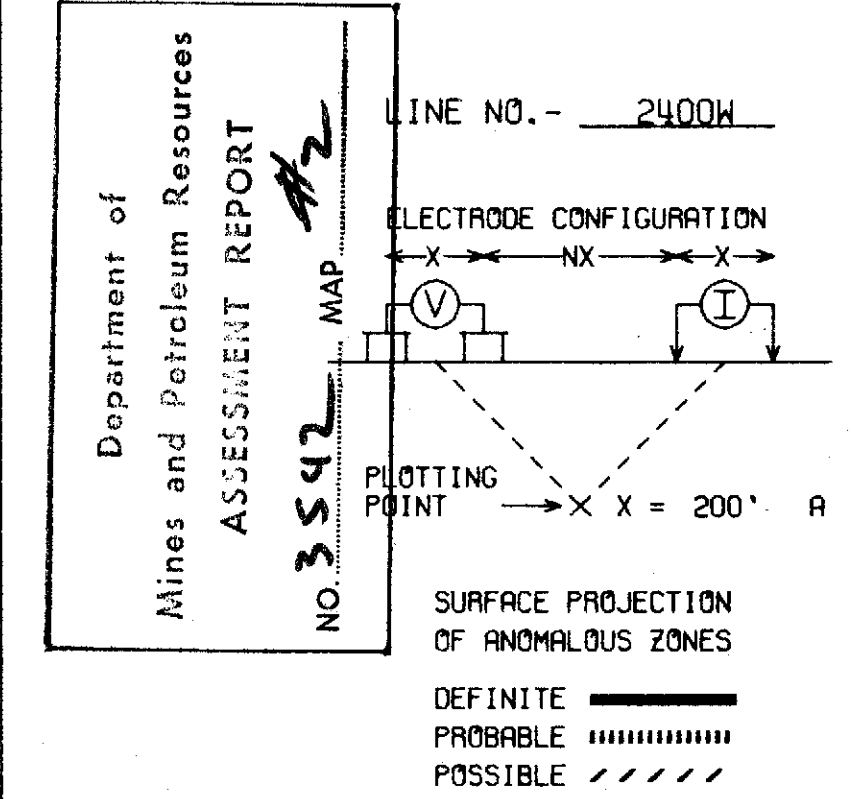 Department of
Mines and Petroleum Resources
ASSESSMENT REPORT
NO. 3542 MAP #2
LINE NO.- 2400W
ELECTRODE CONFIGURATION
X NX X
V I
PLOTTING
POINT X X = 200' A
SURFACE PROJECTION
OF ANOMALOUS ZONES
DEFINITE
PROBABLE
POSSIBLE